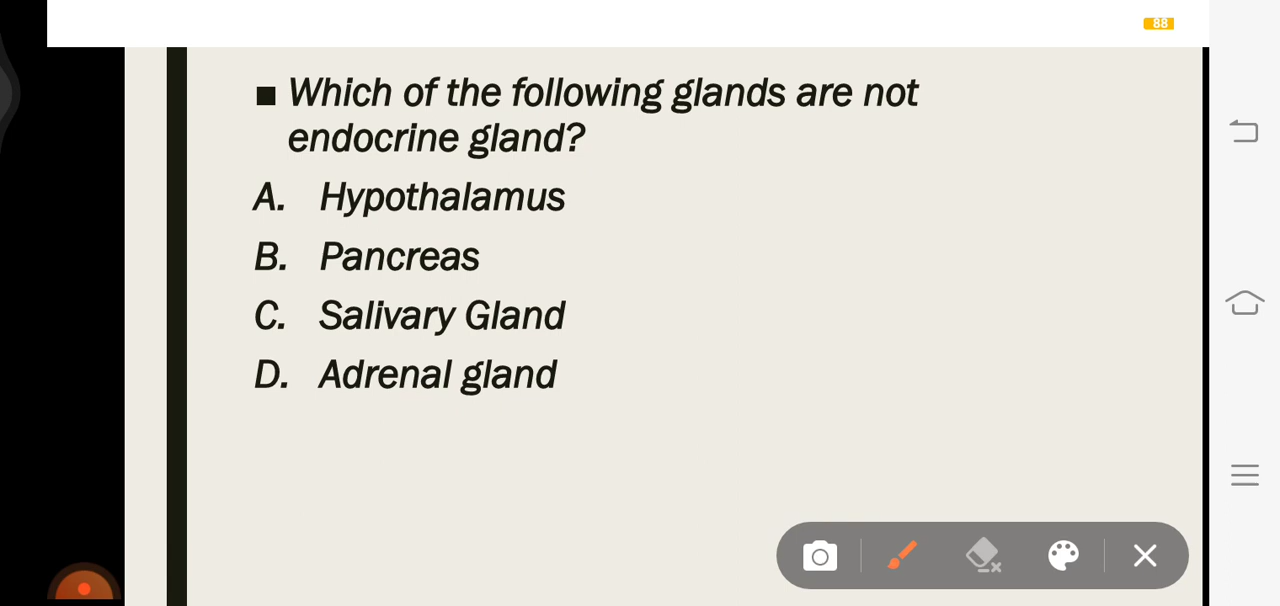 88
■ Which of the following glands are not
endocrine gland?
A. Hypothalamus
B. Pancreas
C. Salivary Gland
D. Adrenal gland